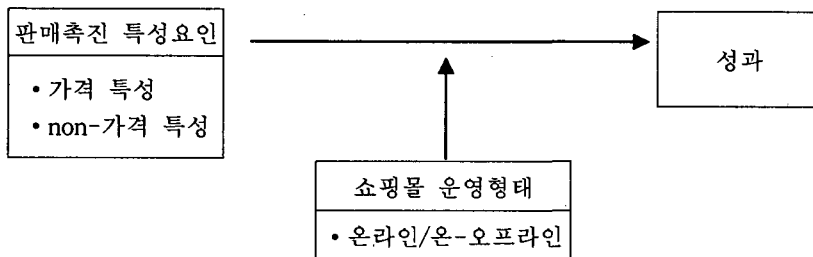 판매촉진 특성요인
• 가격 특성
• non-가격 특성
성과
쇼핑몰 운영형태
• 온라인/온-오프라인